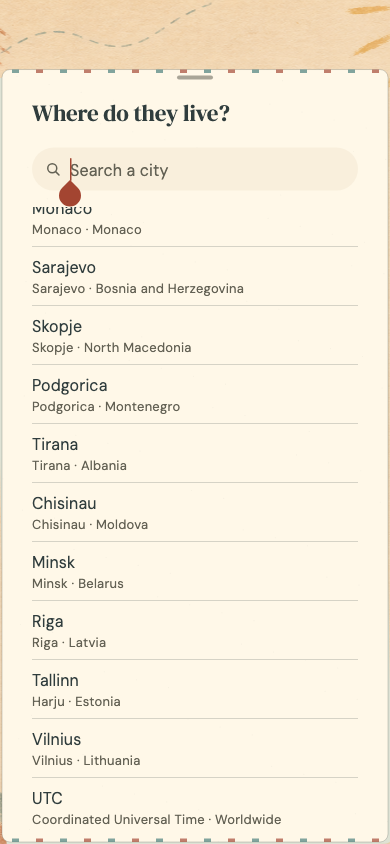 Where do they live?
Search a city
Monaco
Monaco · Monaco
Sarajevo
Sarajevo · Bosnia and Herzegovina
Skopje
Skopje · North Macedonia
Podgorica
Podgorica · Montenegro
Tirana
Tirana · Albania
Chisinau
Chisinau · Moldova
Minsk
Minsk · Belarus
Riga
Riga · Latvia
Tallinn
Harju · Estonia
Vilnius
Vilnius · Lithuania
UTC
Coordinated Universal Time · Worldwide